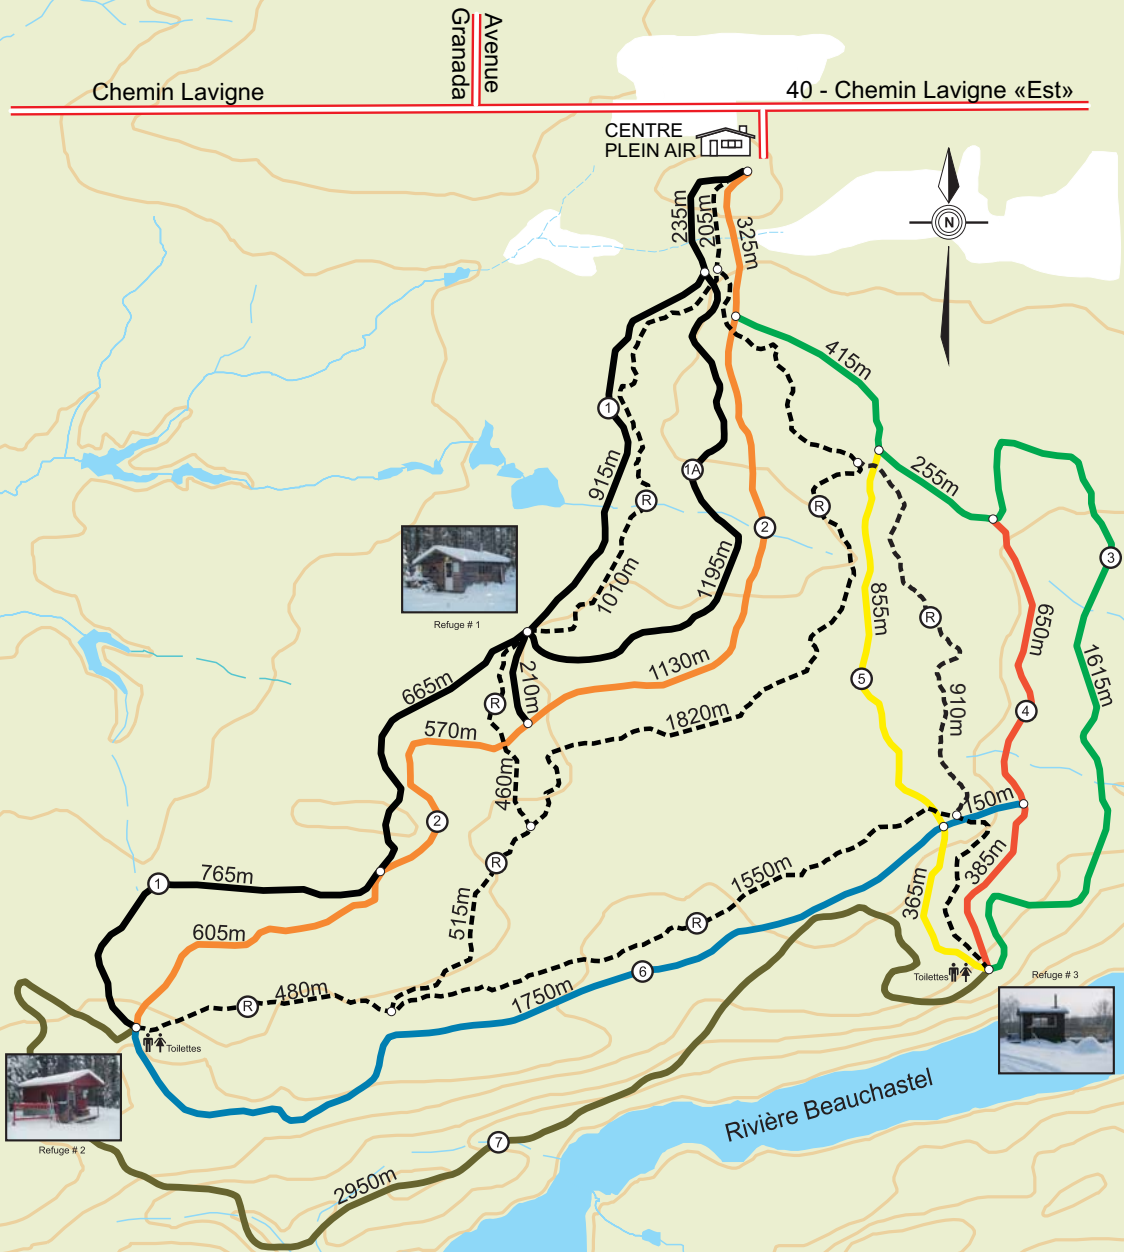 Avenue
Granada
Chemin Lavigne
40 - Chemin Lavigne «Est»
CENTRE
PLEIN AIR
N
235m
205m
325m
415m
1
915m
R
1A
255m
2
R
3
1010m
1195m
855m
R
650m
Refuge # 1
665m
210m
1130m
5
1615m
R
570m
1820m
910m
4
460m
2
150m
765m
1
R
1550m
385m
605m
515m
R
365m
6
Toilettes
Refuge # 3
480m
R
1750m
Toilettes
Rivière Beauchastel
Refuge # 2
7
2950m